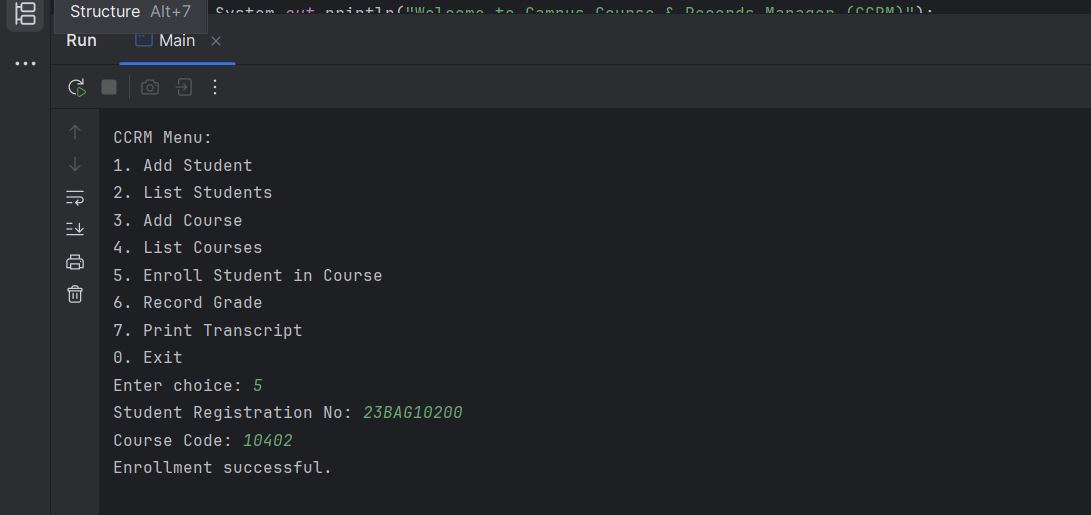 Structure Alt+7
System.out.println("Welcome to Campus Course & Records Manager (CCRM)");
Run Main
CCRM Menu:
1. Add Student
2. List Students
3. Add Course
4. List Courses
5. Enroll Student in Course
6. Record Grade
7. Print Transcript
0. Exit
Enter choice: 5
Student Registration No: 23BAG10200
Course Code: 10402
Enrollment successful.